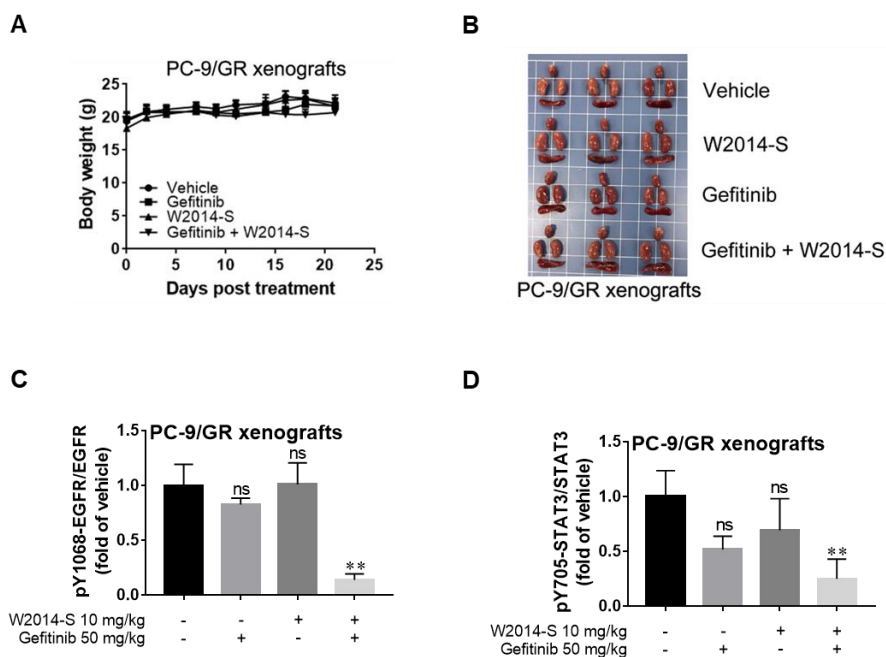 A
PC-9/GR xenografts
Body weight (g)
25
20
15
10
5
0
Vehicle
Gefitinib
W2014-S
Gefitinib + W2014-S
0 5 10 15 20 25
Days post treatment
B
Vehicle
W2014-S
Gefitinib
Gefitinib + W2014-S
PC-9/GR xenografts
C
PC-9/GR xenografts
pY1068-EGFR/EGFR
(fold of vehicle)
1.5
1.0
0.5
0.0
ns
ns
**
W2014-S 10 mg/kg - - + +
Gefitinib 50 mg/kg - + - +
D
PC-9/GR xenografts
pY705-STAT3/STAT3
(fold of vehicle)
1.5
1.0
0.5
0.0
ns
ns
**
W2014-S 10 mg/kg - - + +
Gefitinib 50 mg/kg - + - +